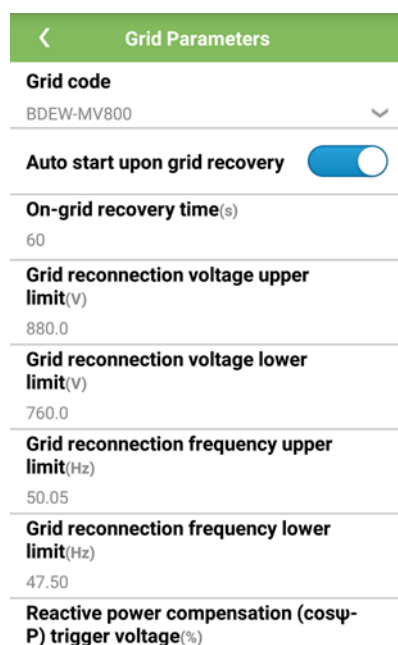 Grid Parameters
Grid code
BDEW-MV800
Auto start upon grid recovery
On-grid recovery time(s)
60
Grid reconnection voltage upper
limit(V)
880.0
Grid reconnection voltage lower
limit(V)
760.0
Grid reconnection frequency upper
limit(Hz)
50.05
Grid reconnection frequency lower
limit(Hz)
47.50
Reactive power compensation (cosψ-
P) trigger voltage(%)